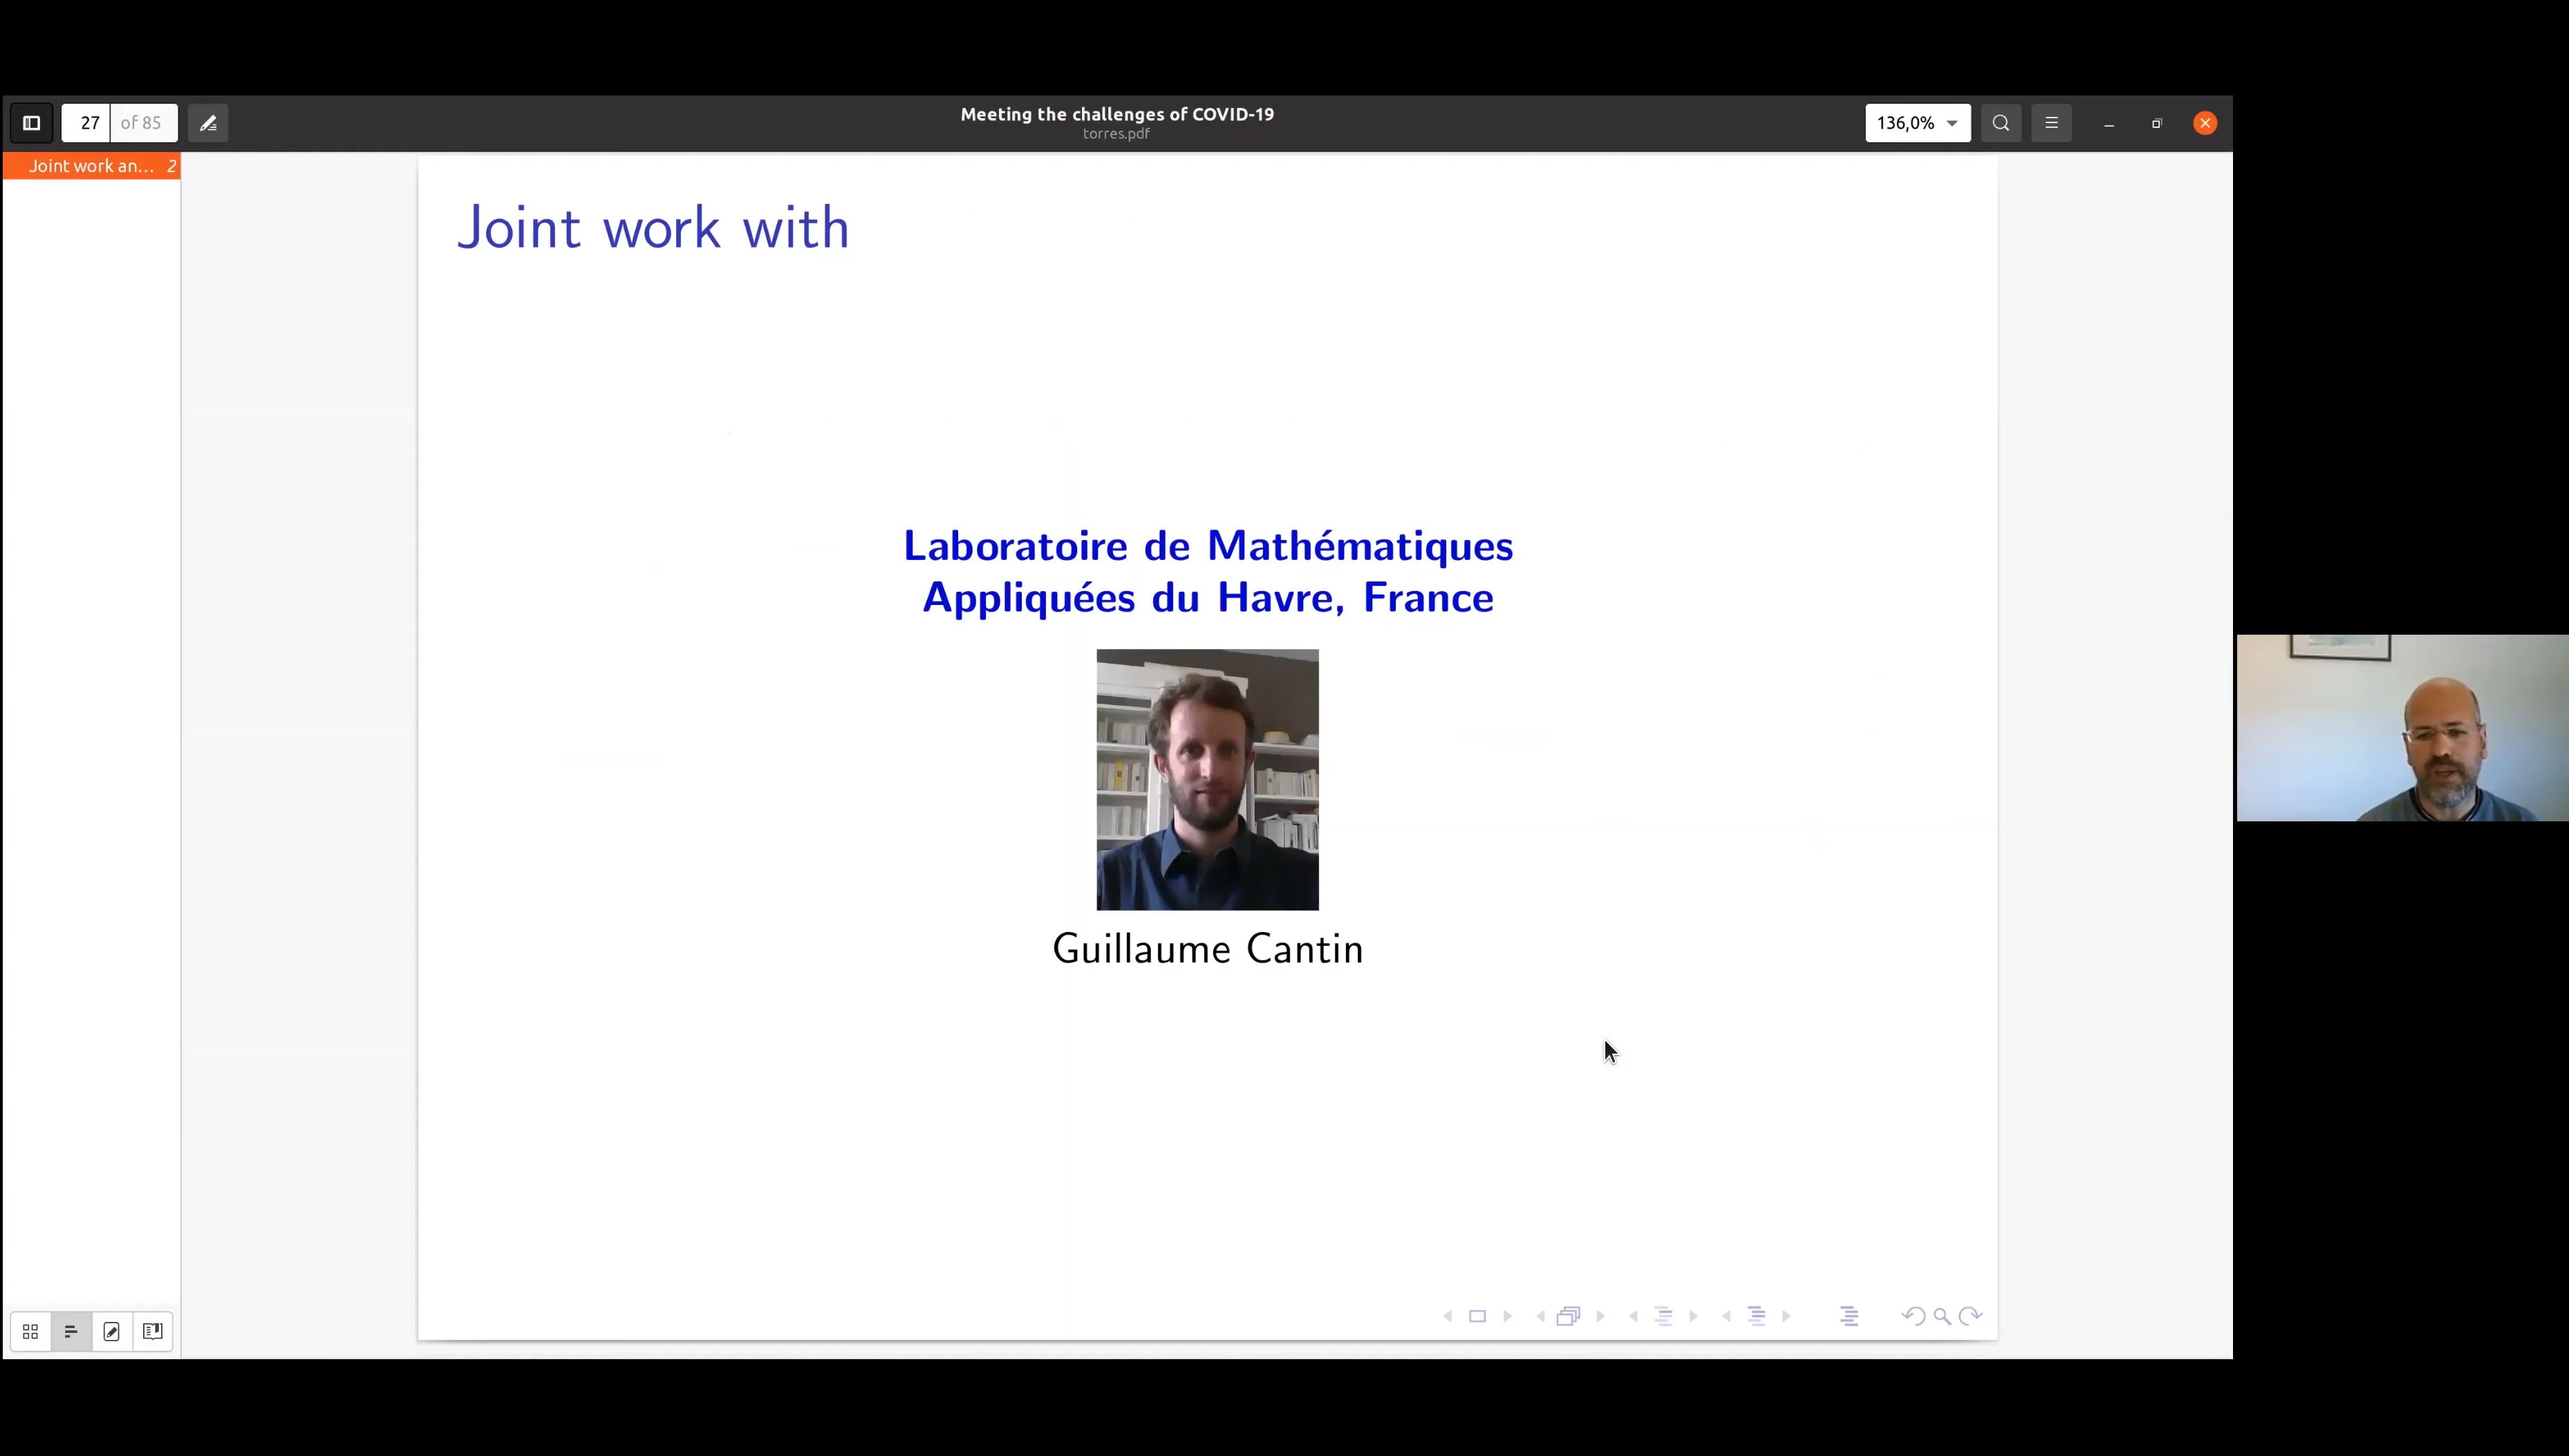 27 of 85
Meeting the challenges of COVID-19
torres.pdf
136,0%
Joint work an... 2
Joint work with
Laboratoire de Mathématiques
Appliquées du Havre, France
Guillaume Cantin